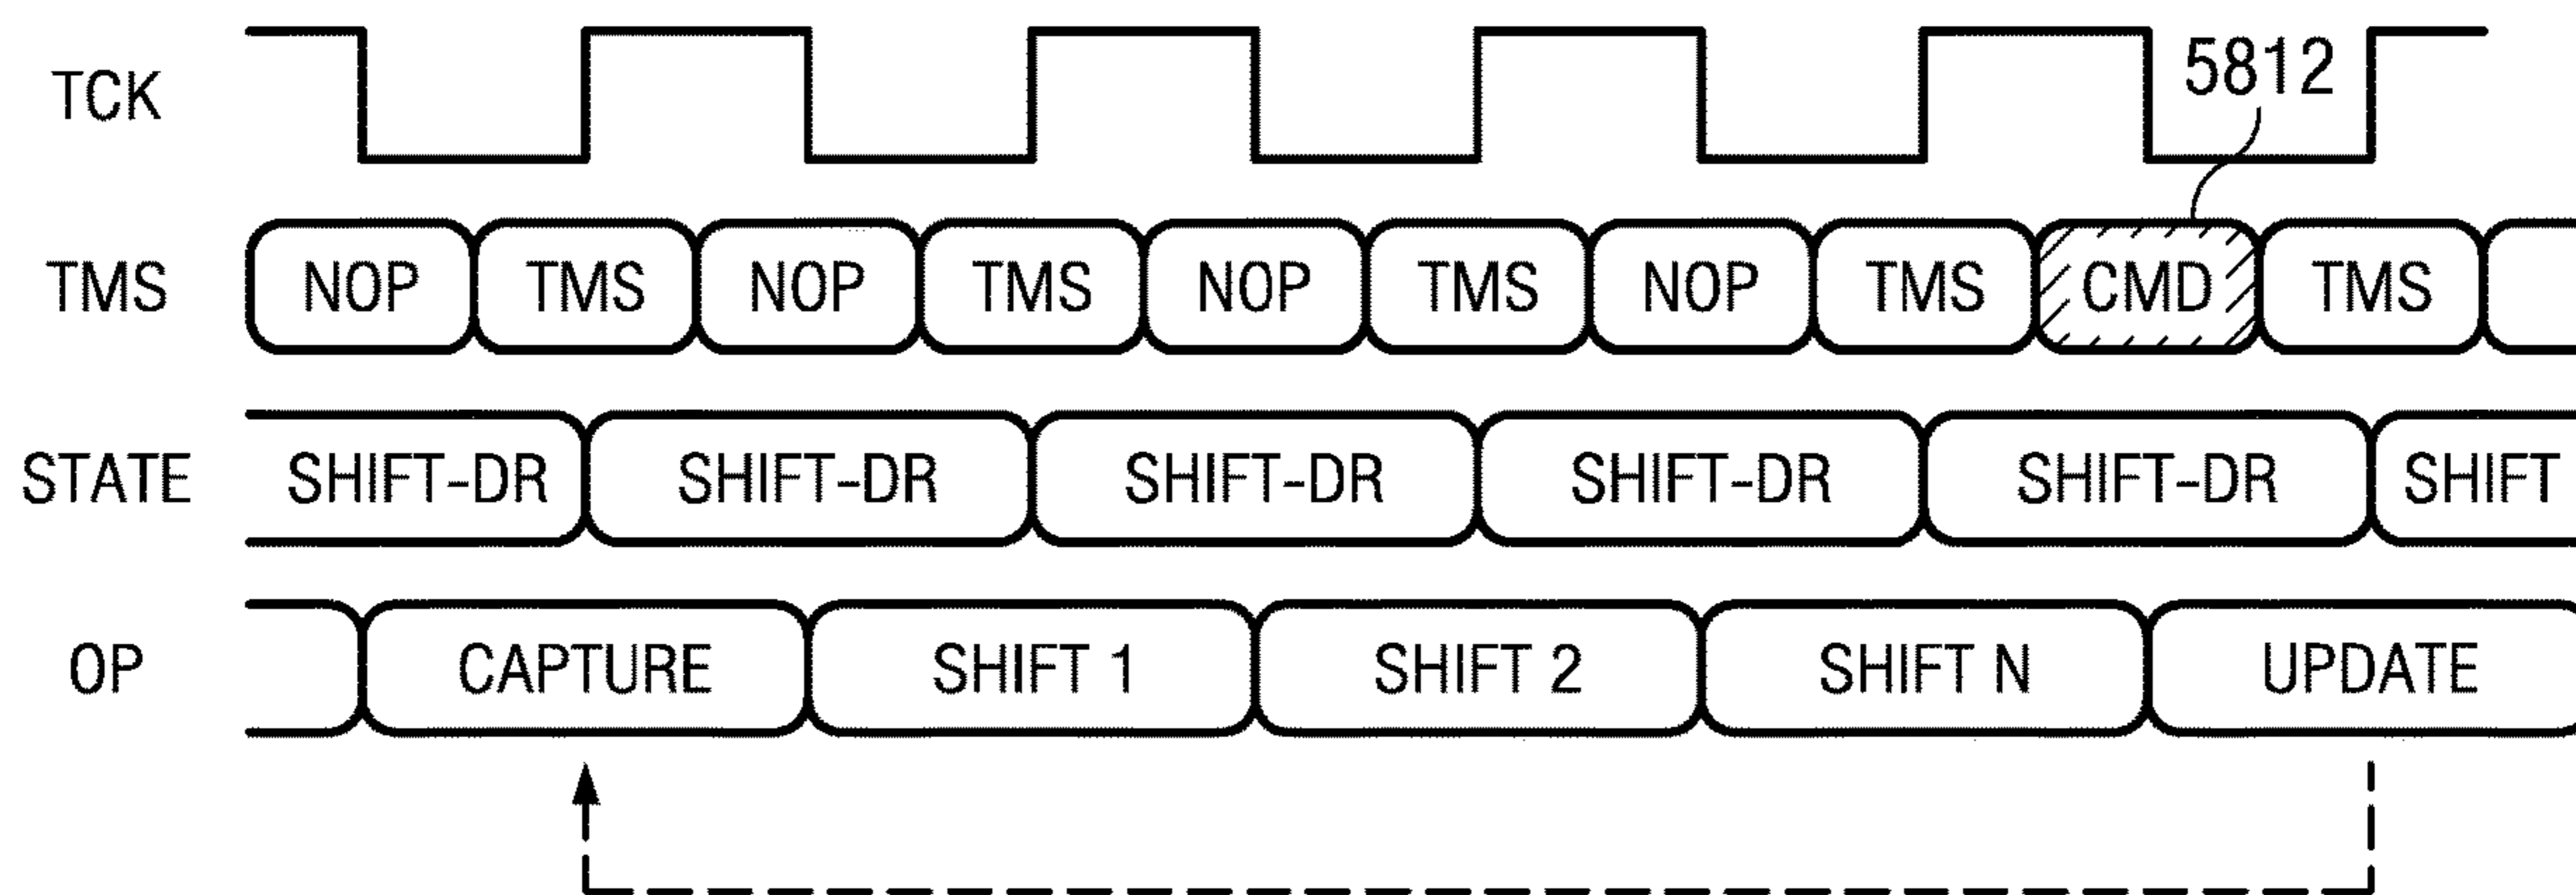 TCK 5812
TMS NOP TMS NOP TMS NOP TMS NOP TMS CMD TMS
STATE SHIFT-DR SHIFT-DR SHIFT-DR SHIFT-DR SHIFT-DR SHIFT
OP CAPTURE SHIFT 1 SHIFT 2 SHIFT N UPDATE